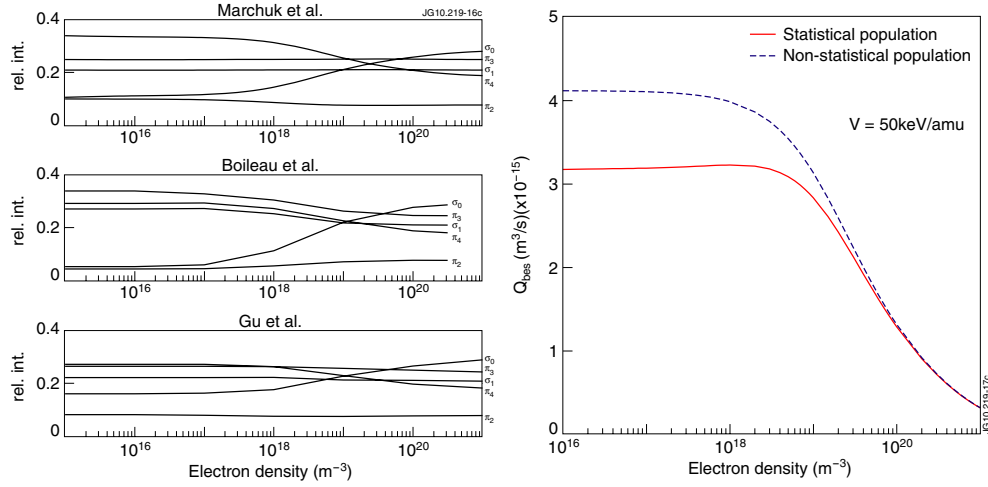 Marchuk et al.
JG10.219-16c
0.4
0.2
0
rel. int.
σ0
π3
σ1
π4
π2
10^16
10^18
10^20
Boileau et al.
0.4
0.2
0
rel. int.
σ0
π3
σ1
π4
π2
10^16
10^18
10^20
Gu et al.
0.4
0.2
0
rel. int.
σ0
π3
σ1
π4
π2
10^16
10^18
10^20
Electron density (m^−3)
Statistical population
Non-statistical population
V = 50keV/amu
5
4
3
2
1
0
Q_bes (m^3/s)(x10^−15)
10^16
10^18
10^20
Electron density (m^−3)
JG10.219-17c